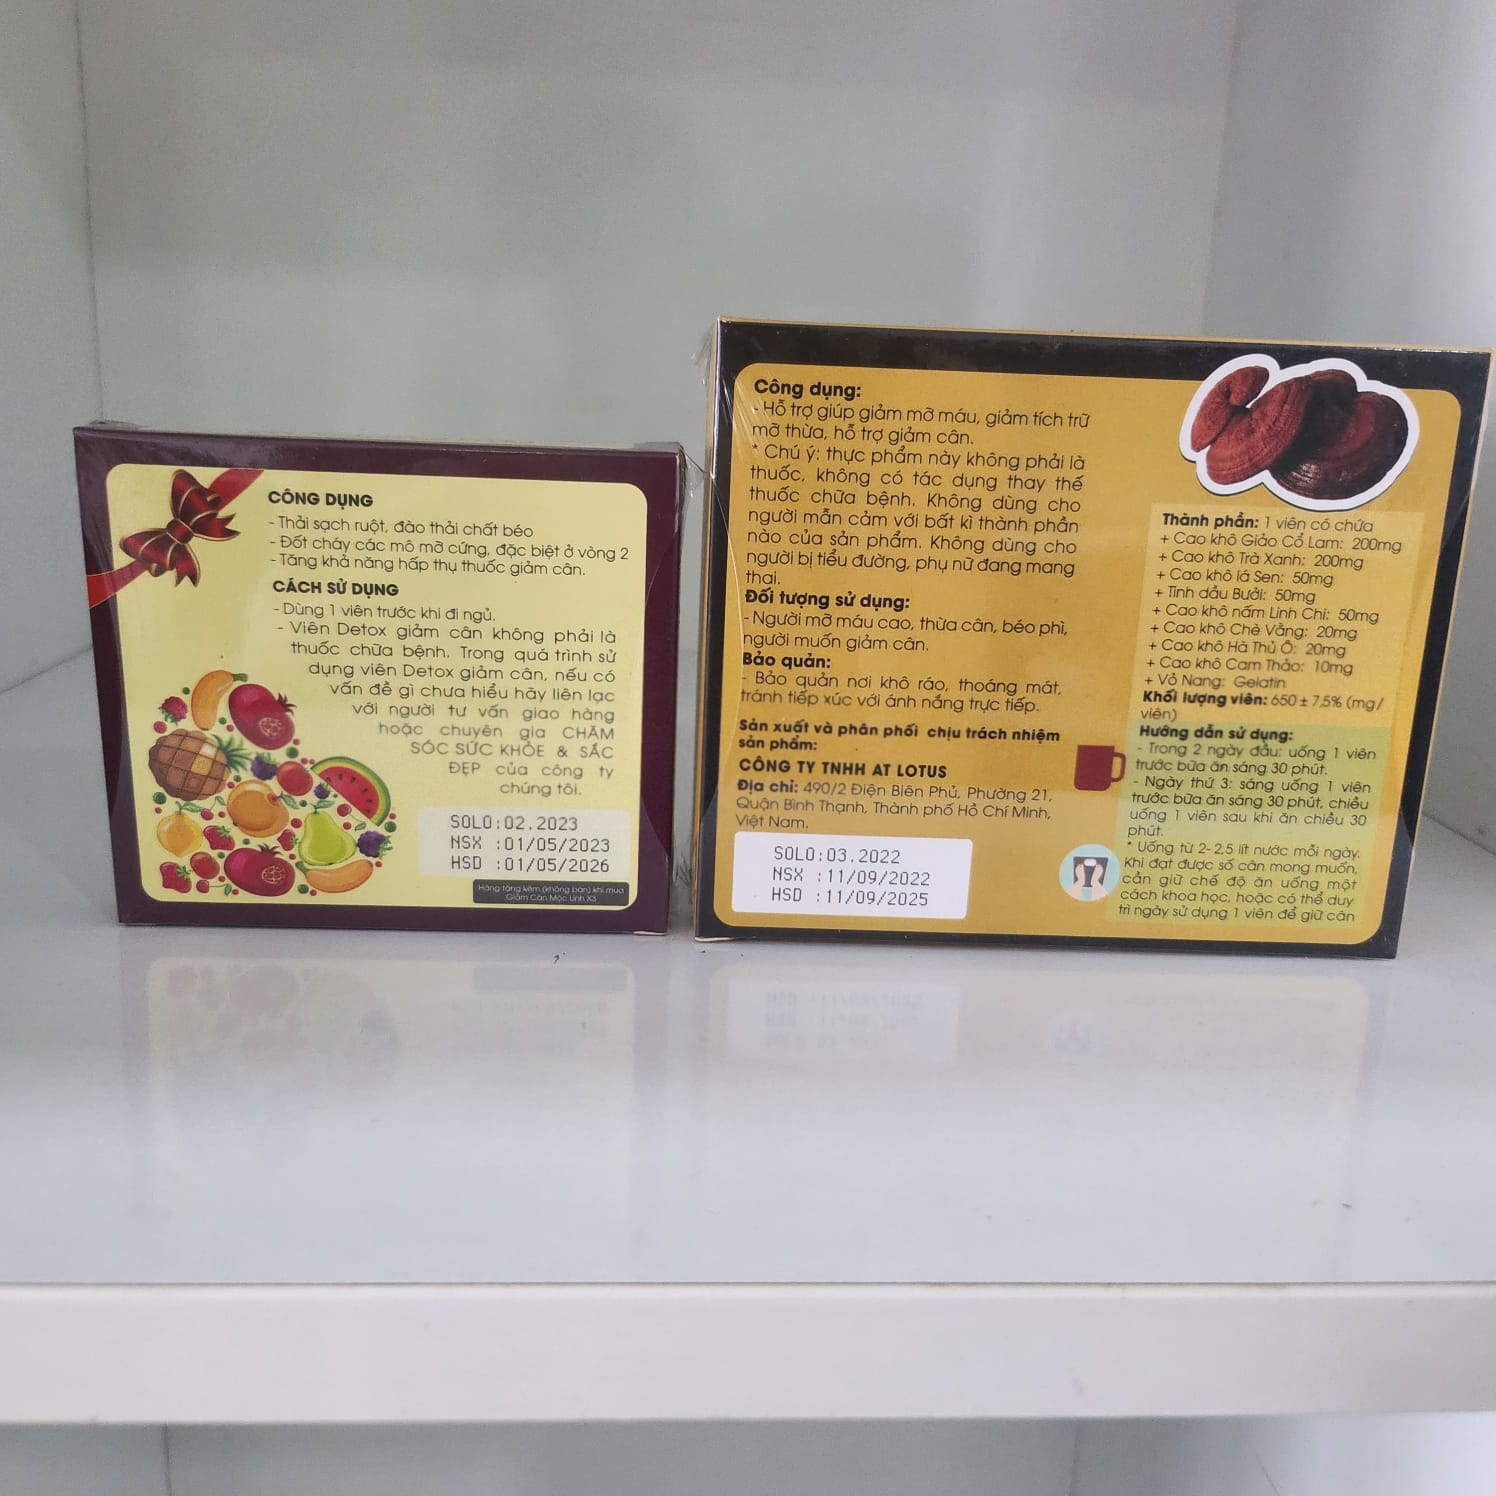 CÔNG DỤNG
- Thải sạch ruột, đào thải chất béo
- Đốt cháy các mô mỡ cứng, đặc biệt ở vòng 2
- Tăng khả năng hấp thụ thuốc giảm cân.
CÁCH SỬ DỤNG
- Dùng 1 viên trước khi đi ngủ.
- Viên Detox giảm cân không phải là
thuốc chữa bệnh. Trong quá trình sử
dụng viên Detox giảm cân, nếu có
vấn đề gì chưa hiểu hãy liên lạc
với người tư vấn giao hàng
hoặc chuyên gia CHĂM
SÓC SỨC KHỎE & SẮC
ĐẸP của công ty
chúng tôi.
SOLO:02.2023
NSX :01/05/2023
HSD :01/05/2026
Hàng tặng kèm (không bán) khi mua
Giảm Cân Mộc Linh X3
Công dụng:
- Hỗ trợ giúp giảm mỡ máu, giảm tích trữ
mỡ thừa, hỗ trợ giảm cân.
* Chú ý: thực phẩm này không phải là
thuốc, không có tác dụng thay thế
thuốc chữa bệnh. Không dùng cho
người mẫn cảm với bất kì thành phần
nào của sản phẩm. Không dùng cho
người bị tiểu đường, phụ nữ đang mang
thai.
Đối tượng sử dụng:
- Người mỡ máu cao, thừa cân, béo phì,
người muốn giảm cân.
Bảo quản:
- Bảo quản nơi khô ráo, thoáng mát,
tránh tiếp xúc với ánh nắng trực tiếp.
Sản xuất và phân phối chịu trách nhiệm
sản phẩm:
CÔNG TY TNHH AT LOTUS
Địa chỉ: 490/2 Điện Biên Phủ, Phường 21,
Quận Bình Thạnh, Thành phố Hồ Chí Minh,
Việt Nam.
SOLO:03.2022
NSX :11/09/2022
HSD :11/09/2025
Thành phần: 1 viên có chứa
+ Cao khô Giảo Cổ Lam: 200mg
+ Cao khô Trà Xanh: 200mg
+ Cao khô lá Sen: 50mg
+ Tinh dầu Bưởi: 50mg
+ Cao khô nấm Linh Chi: 50mg
+ Cao khô Chè Vằng: 20mg
+ Cao khô Hà Thủ Ô: 20mg
+ Cao khô Cam Thảo: 10mg
+ Vỏ Nang: Gelatin
Khối lượng viên: 650 ± 7,5% (mg/
viên)
Hướng dẫn sử dụng:
- Trong 2 ngày đầu: uống 1 viên
trước bữa ăn sáng 30 phút.
- Ngày thứ 3: sáng uống 1 viên
trước bữa ăn sáng 30 phút, chiều
uống 1 viên sau khi ăn chiều 30
phút.
* Uống từ 2- 2,5 lít nước mỗi ngày.
Khi đạt được số cân mong muốn,
cần giữ chế độ ăn uống một
cách khoa học, hoặc có thể duy
trì ngày sử dụng 1 viên để giữ cân